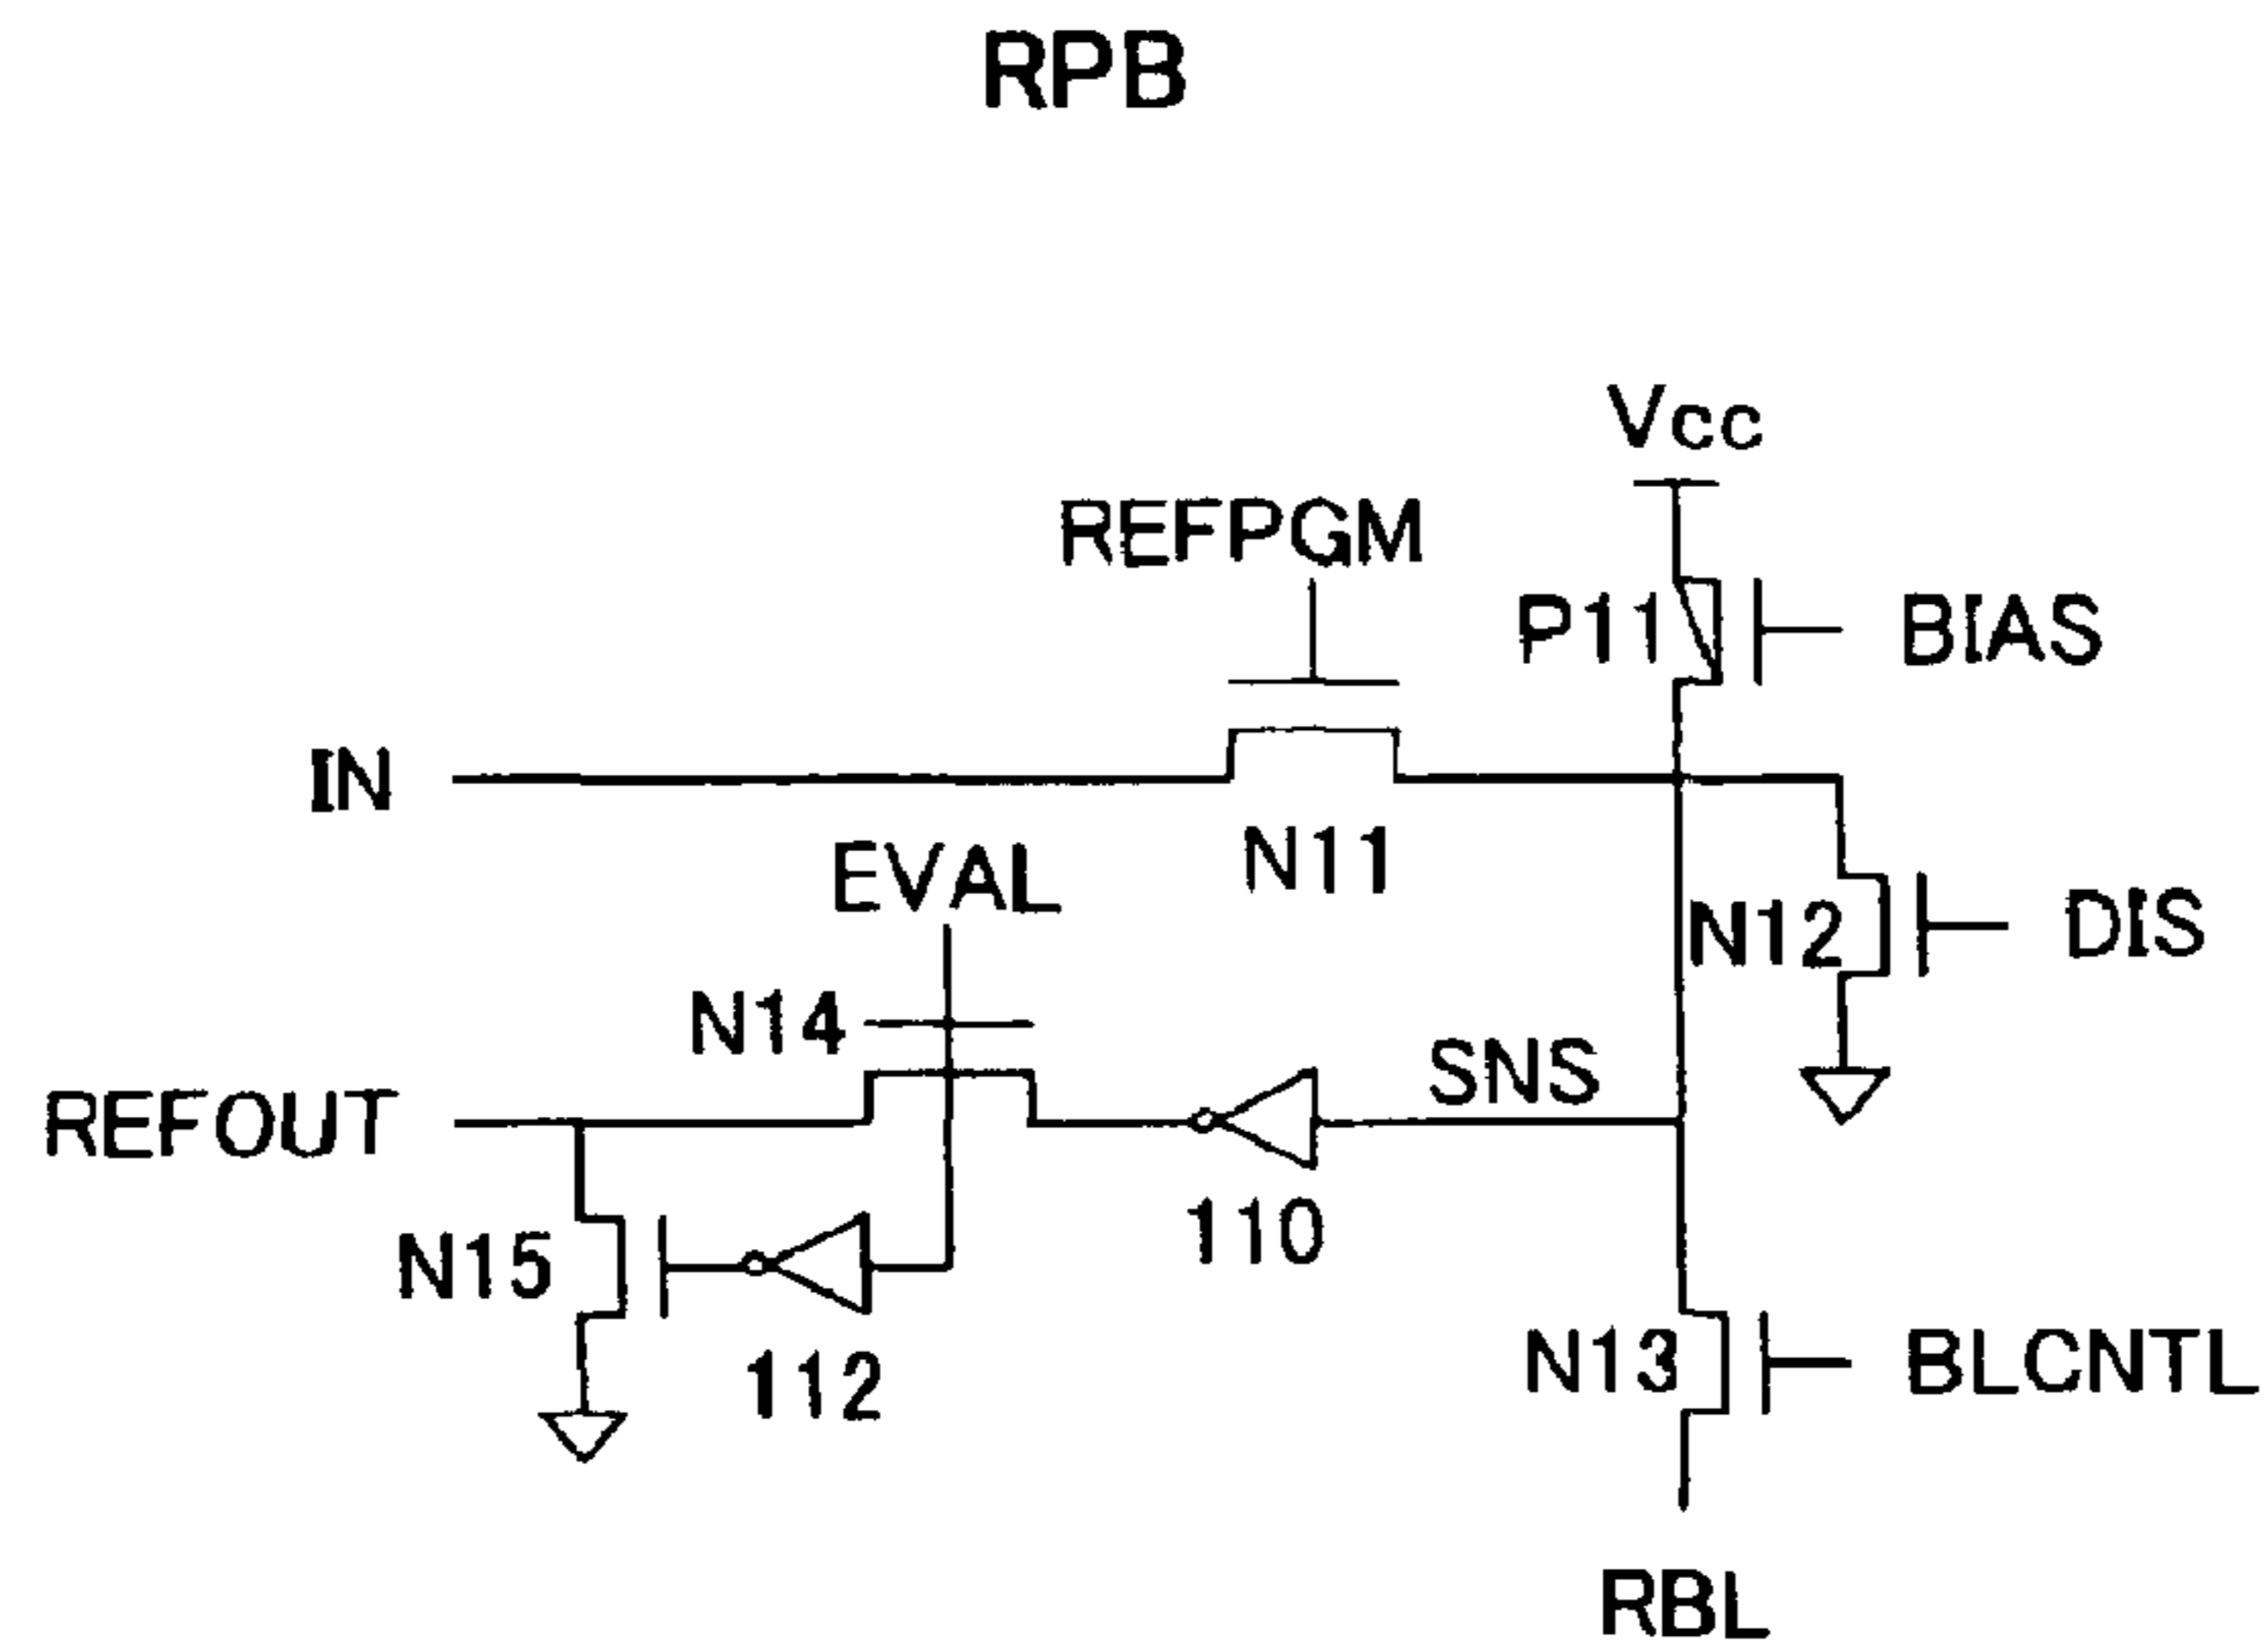 RPB
Vcc
REFPGM
P11
BIAS
IN
N11
EVAL
N12
DIS
N14
SNS
REFOUT
110
N15
112
N13
BLCNTL
RBL